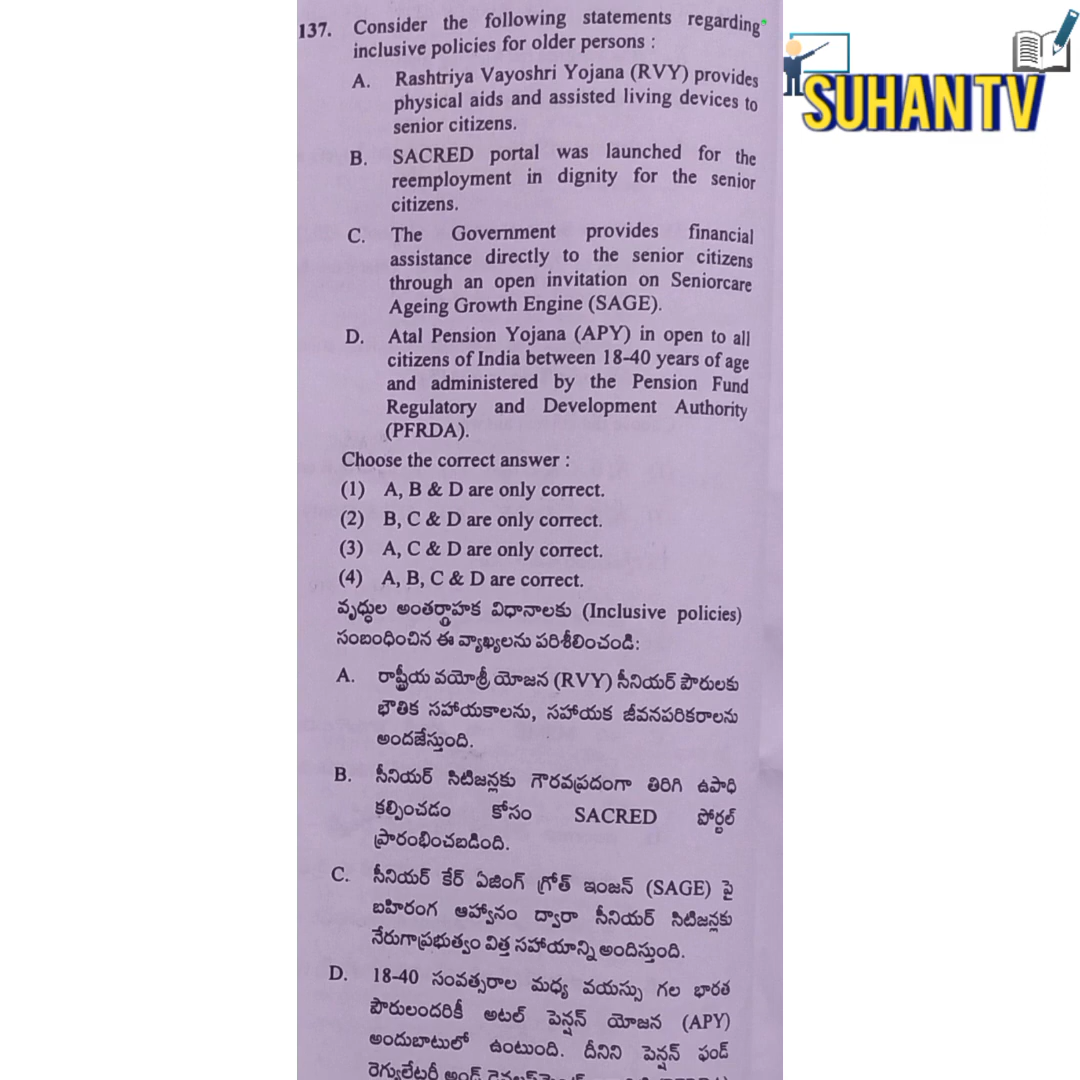 SUHAN TV
137. Consider the following statements regarding
inclusive policies for older persons :
A. Rashtriya Vayoshri Yojana (RVY) provides
physical aids and assisted living devices to
senior citizens.
B. SACRED portal was launched for the
reemployment in dignity for the senior
citizens.
C. The Government provides financial
assistance directly to the senior citizens
through an open invitation on Seniorcare
Ageing Growth Engine (SAGE).
D. Atal Pension Yojana (APY) in open to all
citizens of India between 18-40 years of age
and administered by the Pension Fund
Regulatory and Development Authority
(PFRDA).
Choose the correct answer :
(1) A, B & D are only correct.
(2) B, C & D are only correct.
(3) A, C & D are only correct.
(4) A, B, C & D are correct.
వృద్ధుల అంతర్గ్రాహక విధానాలకు (Inclusive policies)
సంబంధించిన ఈ వ్యాఖ్యలను పరిశీలించండి:
A. రాష్ట్రీయ వయోశ్రీ యోజన (RVY) సీనియర్ పౌరులకు
భౌతిక సహాయకాలను, సహాయక జీవనపరికరాలను
అందజేస్తుంది.
B. సీనియర్ సిటిజన్లకు గౌరవప్రదంగా తిరిగి ఉపాధి
కల్పించడం కోసం SACRED పోర్టల్
ప్రారంభించబడింది.
C. సీనియర్ కేర్ ఏజింగ్ గ్రోత్ ఇంజన్ (SAGE) పై
బహిరంగ ఆహ్వానం ద్వారా సీనియర్ సిటిజన్లకు
నేరుగా ప్రభుత్వం విత్త సహాయాన్ని అందిస్తుంది.
D. 18-40 సంవత్సరాల మధ్య వయస్సు గల భారత
పౌరులందరికీ అటల్ పెన్షన్ యోజన (APY)
అందుబాటులో ఉంటుంది. దీనిని పెన్షన్ ఫండ్
రెగ్యులేటరీ అండ్